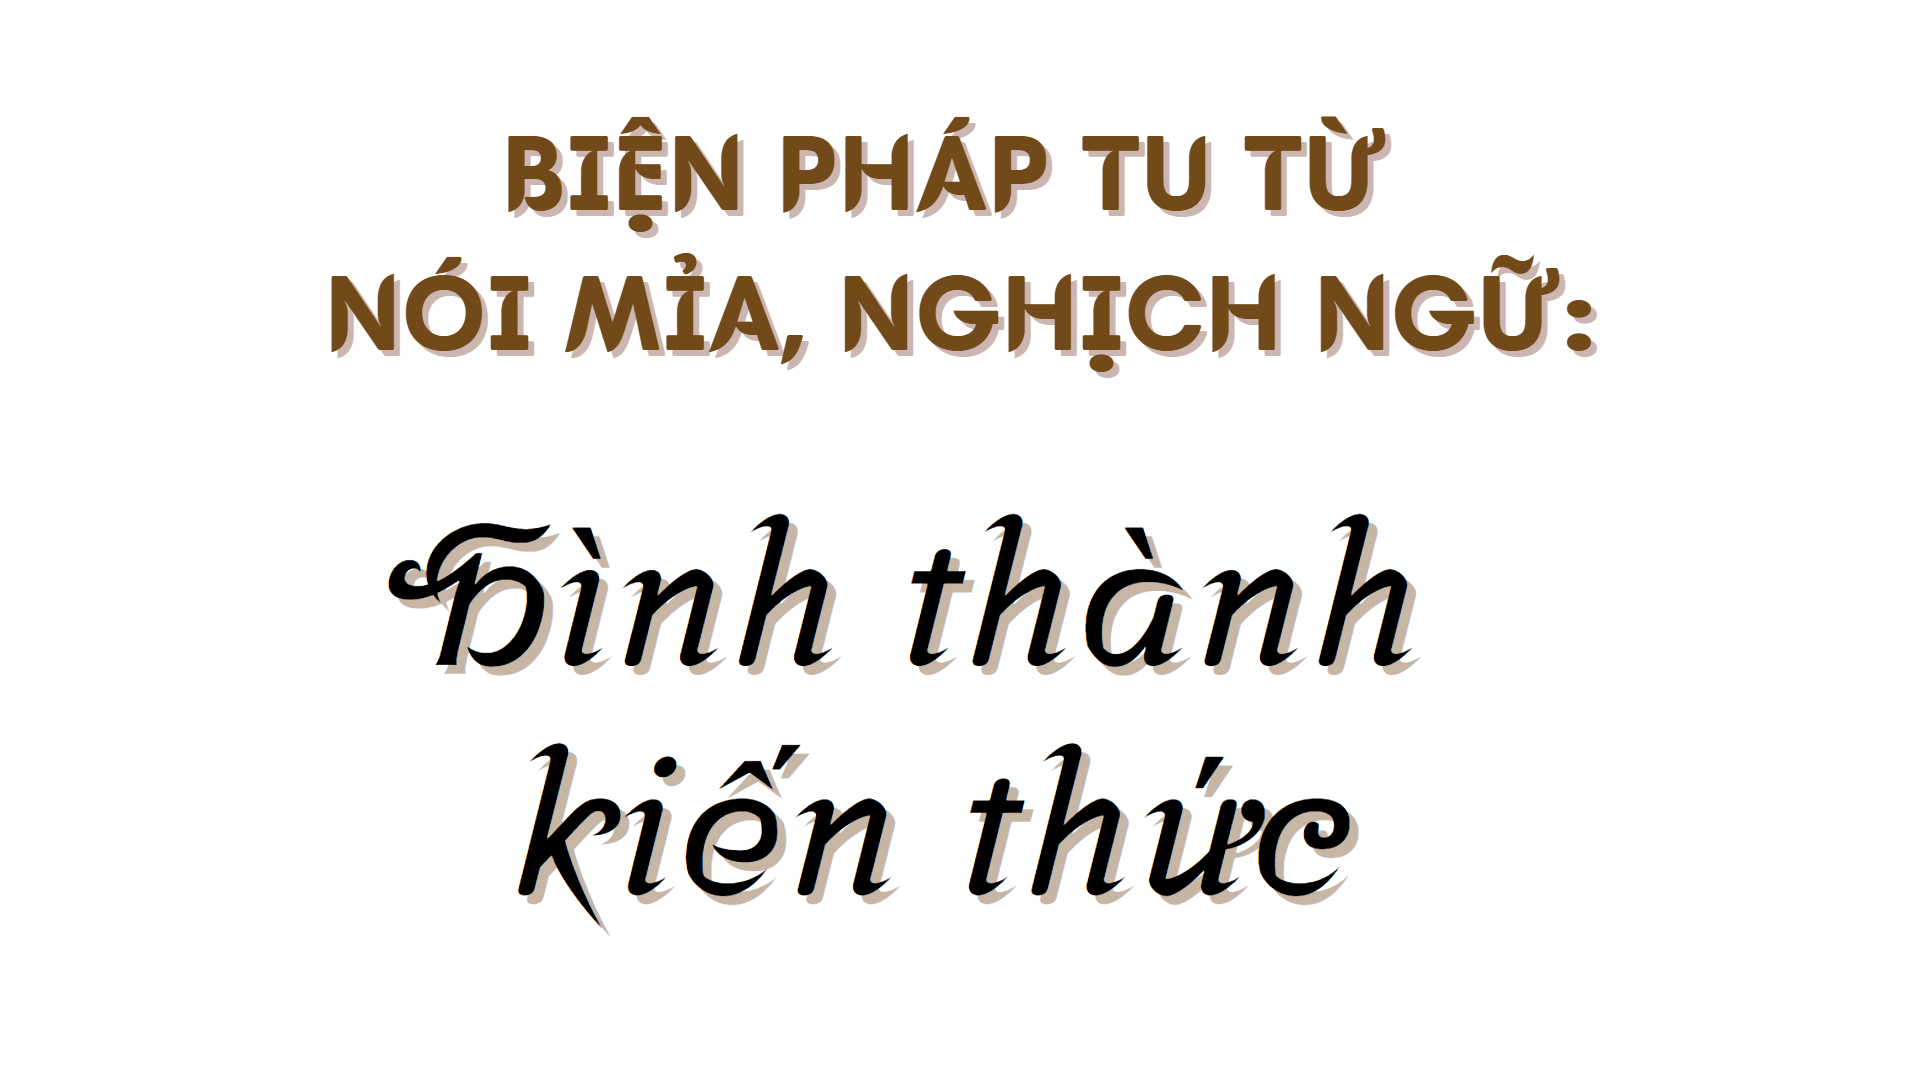 BIỆN PHÁP TU TỪ
NÓI MỈA, NGHỊCH NGỮ:
Hình thành
kiến thức